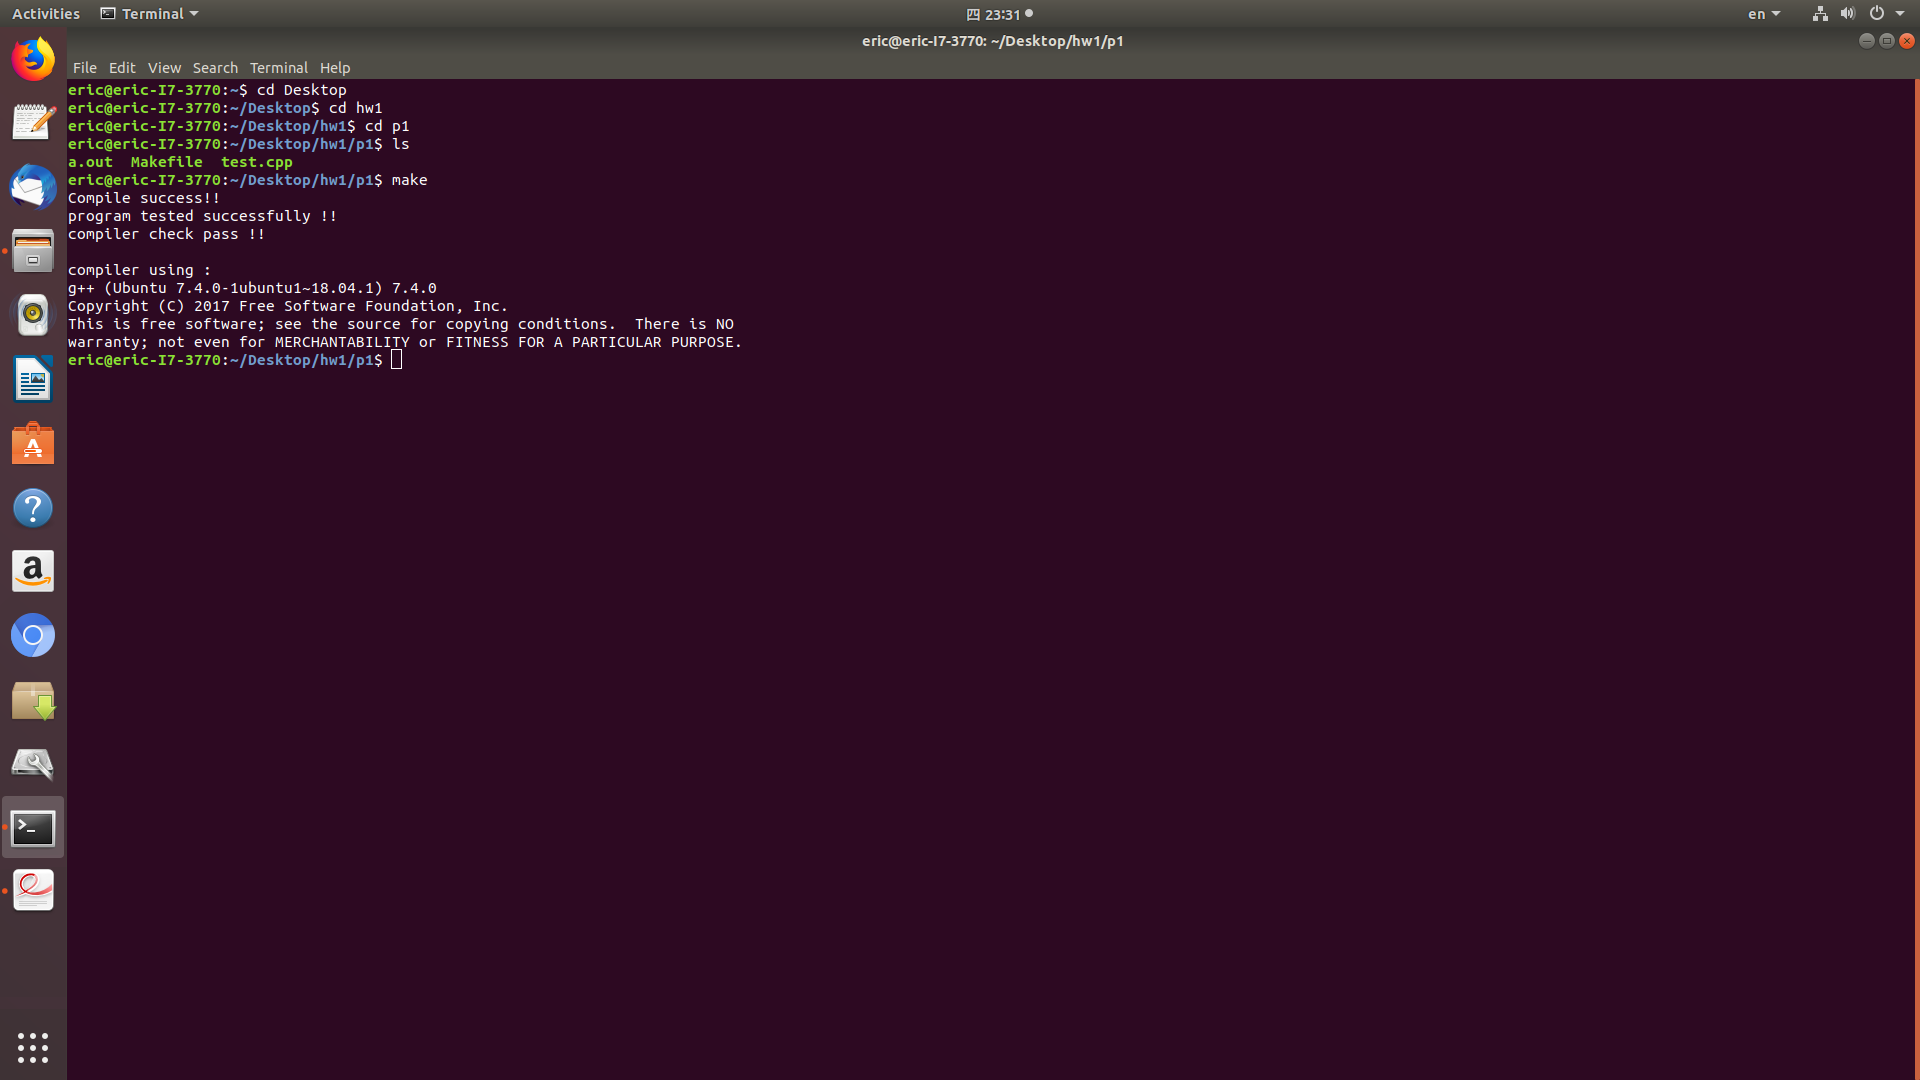 Activities Terminal 四 23:31 en
eric@eric-I7-3770: ~/Desktop/hw1/p1
File Edit View Search Terminal Help
eric@eric-I7-3770:~$ cd Desktop
eric@eric-I7-3770:~/Desktop$ cd hw1
eric@eric-I7-3770:~/Desktop/hw1$ cd p1
eric@eric-I7-3770:~/Desktop/hw1/p1$ ls
a.out  Makefile  test.cpp
eric@eric-I7-3770:~/Desktop/hw1/p1$ make
Compile success!!
program tested successfully !!
compiler check pass !!
compiler using :
g++ (Ubuntu 7.4.0-1ubuntu1~18.04.1) 7.4.0
Copyright (C) 2017 Free Software Foundation, Inc.
This is free software; see the source for copying conditions.  There is NO
warranty; not even for MERCHANTABILITY or FITNESS FOR A PARTICULAR PURPOSE.
eric@eric-I7-3770:~/Desktop/hw1/p1$